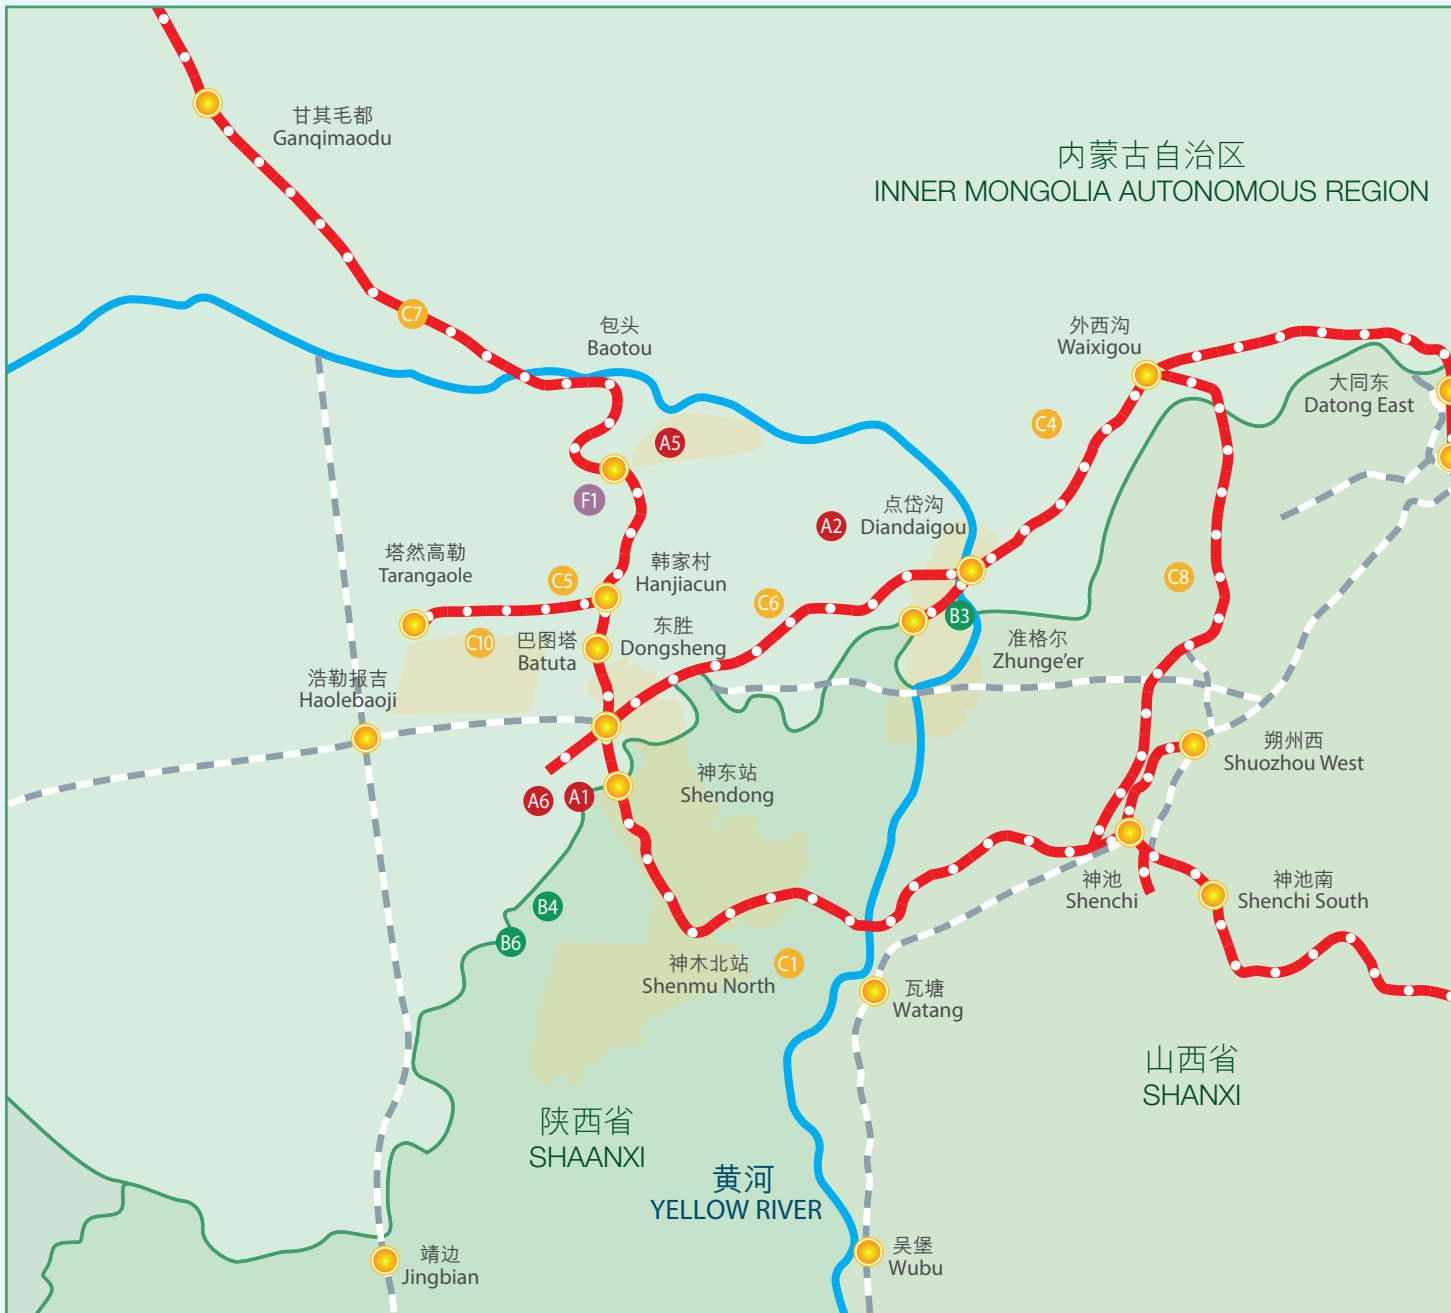 甘其毛都
Ganqimaodu
内蒙古自治区
INNER MONGOLIA AUTONOMOUS REGION
C7
包头
Baotou
外西沟
Waixigou
大同东
Datong East
C4
A5
F1
A2
点岱沟
Diandaigou
塔然高勒
Tarangaole
C5
韩家村
Hanjiacun
C6
C8
B3
C10
巴图塔
Batuta
东胜
Dongsheng
准格尔
Zhunge'er
浩勒报吉
Haolebaoji
朔州西
Shuozhou West
神东站
Shendong
A6
A1
神池
Shenchi
神池南
Shenchi South
B4
B6
神木北站
Shenmu North
C1
瓦塘
Watang
山西省
SHANXI
陕西省
SHAANXI
黄河
YELLOW RIVER
靖边
Jingbian
吴堡
Wubu